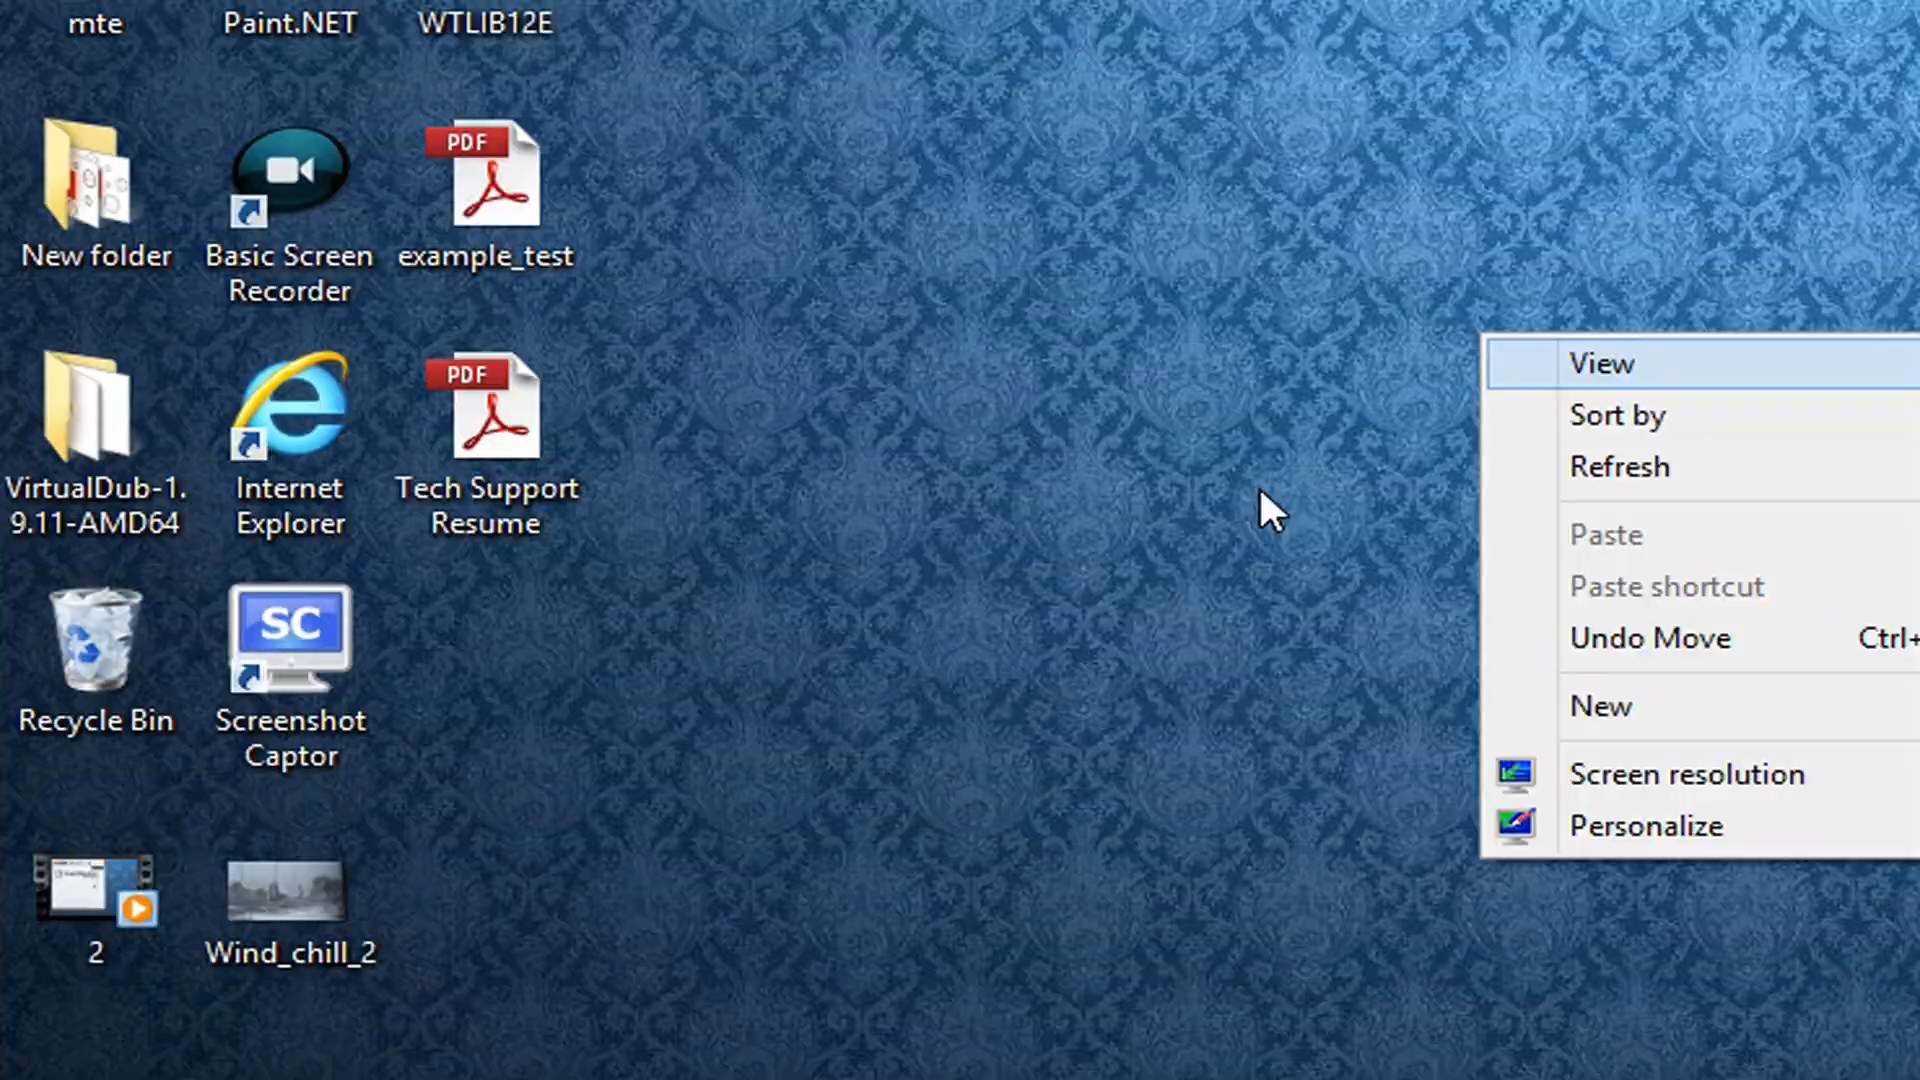 mte
Paint.NET
WTLIB12E
New folder
Basic Screen
Recorder
PDF
example_test
VirtualDub-1.
9.11-AMD64
Internet
Explorer
PDF
Tech Support
Resume
Recycle Bin
SC
Screenshot
Captor
2
Wind_chill_2
View
Sort by
Refresh
Paste
Paste shortcut
Undo Move Ctrl+
New
Screen resolution
Personalize